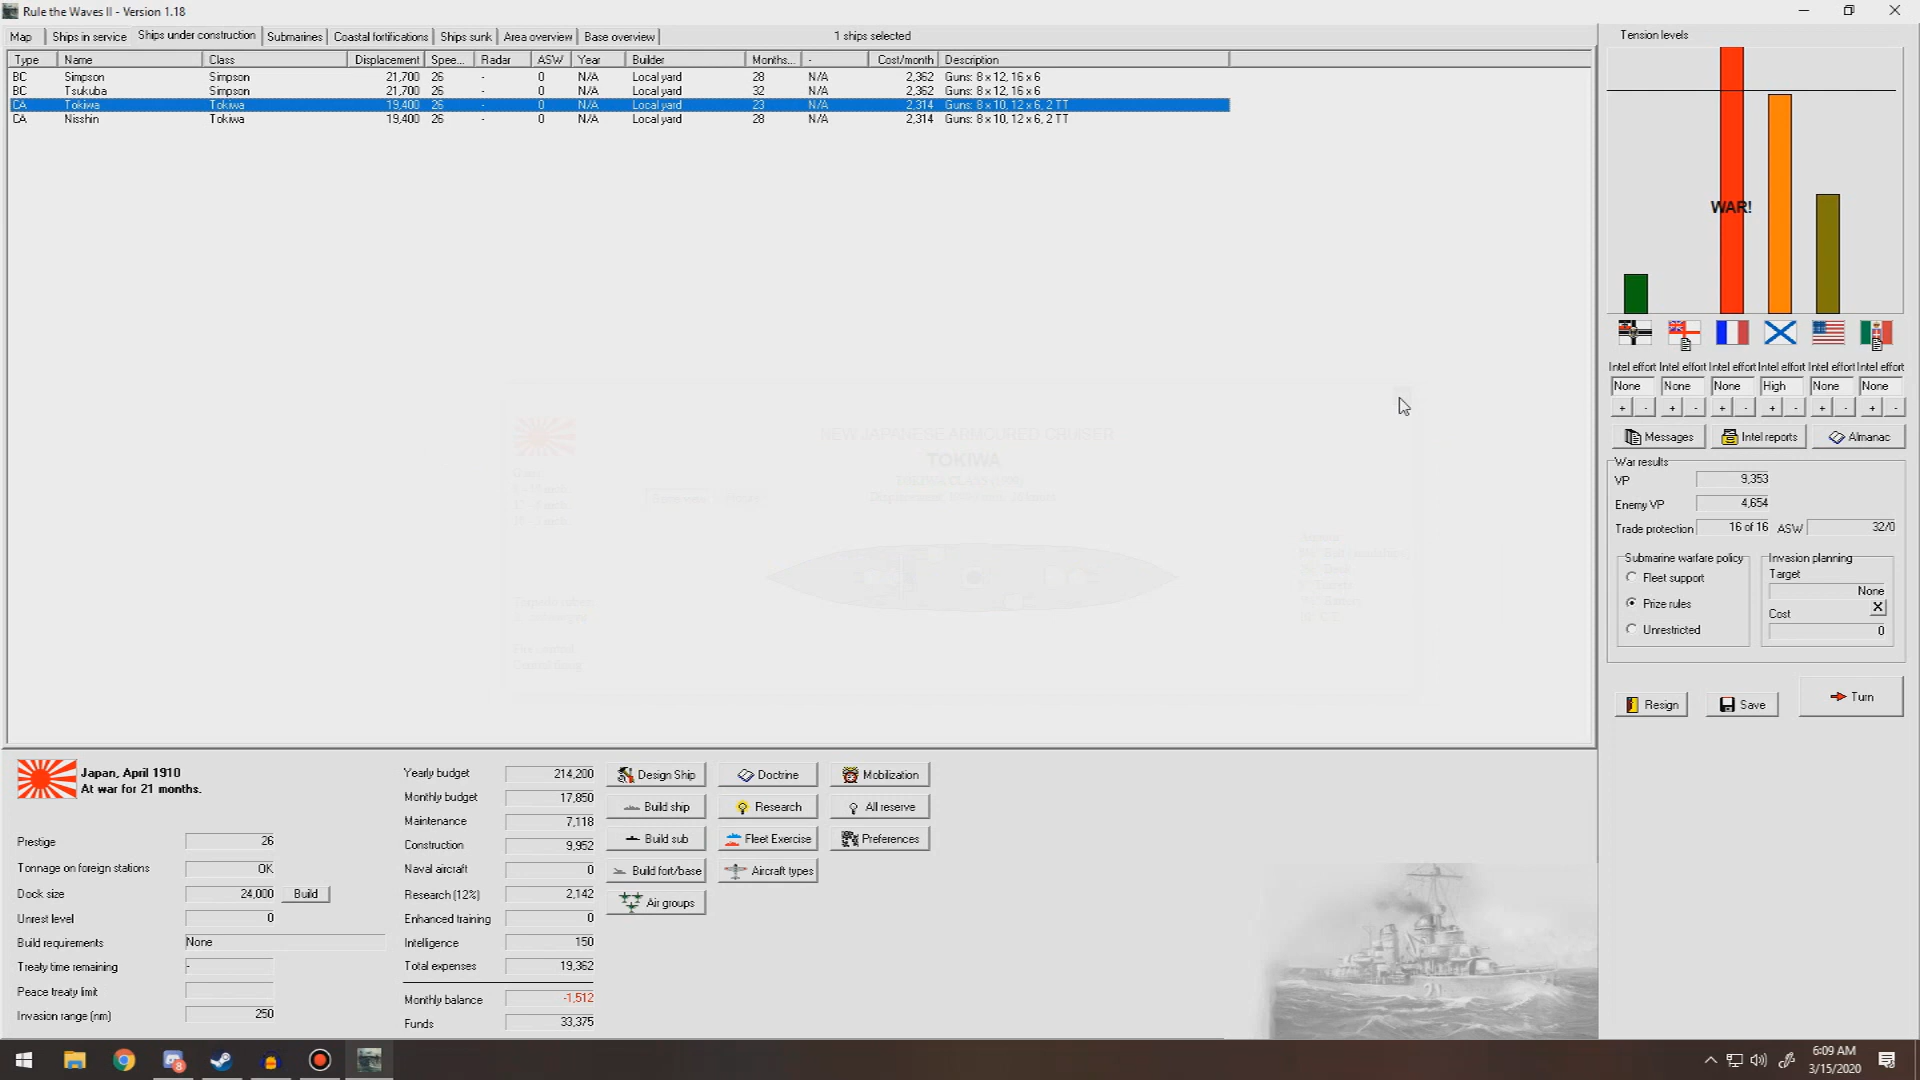 Rule the Waves II - Version 1.18
Map
Ships in service
Ships under construction
Submarines
Coastal fortifications
Ships sunk
Area overview
Base overview
1 ships selected
Type Name Class Displacement Spee... Radar ASW Year Builder Months... - Cost/month Description
BC Simpson Simpson 21,700 26 - 0 N/A Local yard 28 N/A 2,362 Guns: 8 x 12, 16 x 6
BC Tsukuba Simpson 21,700 26 - 0 N/A Local yard 32 N/A 2,362 Guns: 8 x 12, 16 x 6
CA Tokiwa Tokiwa 19,400 26 - 0 N/A Local yard 23 N/A 2,314 Guns: 8 x 10, 12 x 6, 2 TT
CA Nisshin Tokiwa 19,400 26 - 0 N/A Local yard 28 N/A 2,314 Guns: 8 x 10, 12 x 6, 2 TT
NEW JAPANESE ARMOURED CRUISER
TOKIWA
Tension levels
WAR!
Intel effort Intel effort Intel effort Intel effort Intel effort Intel effort
None None None High None None
+ - + - + - + - + - + -
Messages
Intel reports
Almanac
War results
VP 9,353
Enemy VP 4,654
Trade protection 16 of 16 ASW 32/0
Submarine warfare policy
Fleet support
Prize rules
Unrestricted
Invasion planning
Target
None
Cost X
0
Resign
Save
Turn
Japan, April 1910
At war for 21 months.
Prestige 26
Tonnage on foreign stations OK
Dock size 24,000 Build
Unrest level 0
Build requirements None
Treaty time remaining -
Peace treaty limit
Invasion range (nm) 250
Yearly budget 214,200
Monthly budget 17,850
Maintenance 7,118
Construction 9,952
Naval aircraft 0
Research (12%) 2,142
Enhanced training 0
Intelligence 150
Total expenses 19,362
Monthly balance -1,512
Funds 33,375
Design Ship
Doctrine
Mobilization
Build ship
Research
All reserve
Build sub
Fleet Exercise
Preferences
Build fort/base
Aircraft types
Air groups
21
8
6:09 AM
3/15/2020